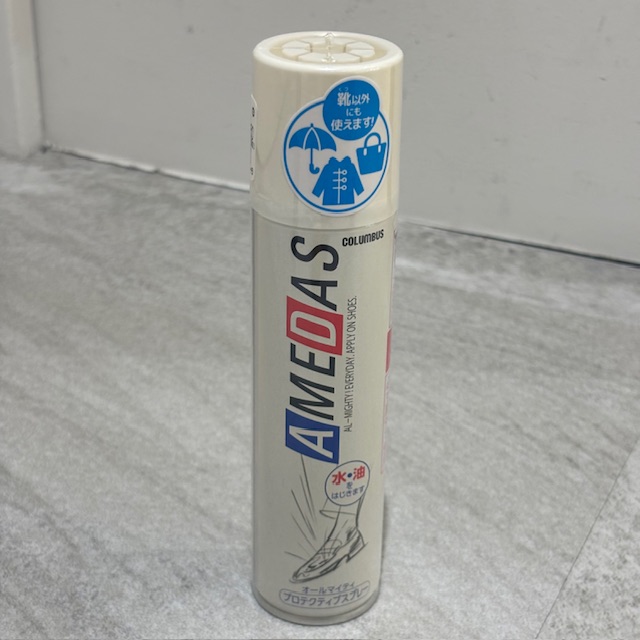 靴以外
にも
使えます!
COLUMBUS
AMEDAS
AL-MIGHTY! EVERYDAY, APPLY ON SHOES.
水・油
を
はじきます
オールマイティ
プロテクティブスプレー